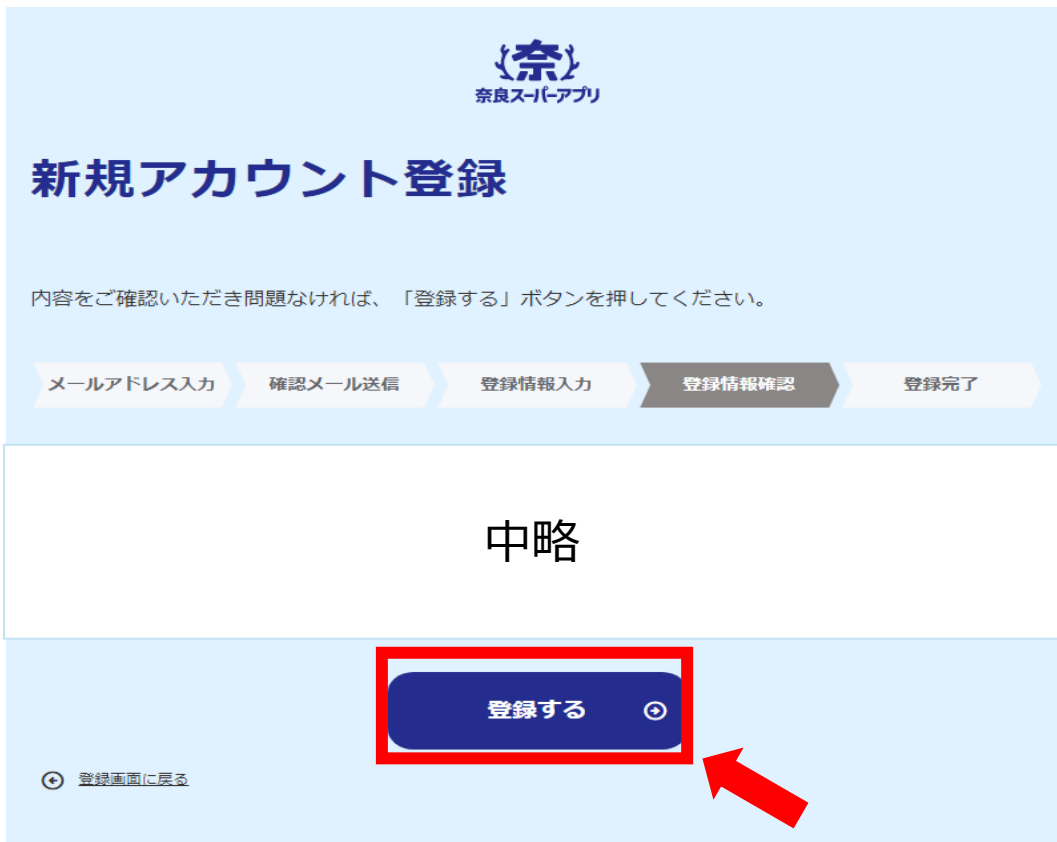 奈
奈良スーパーアプリ
新規アカウント登録
内容をご確認いただき問題なければ、「登録する」ボタンを押してください。
メールアドレス入力
確認メール送信
登録情報入力
登録情報確認
登録完了
中略
登録する
登録画面に戻る